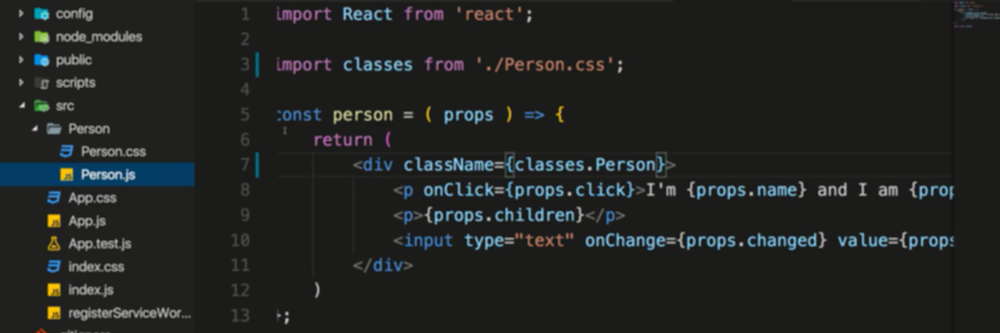 config
node_modules
public
scripts
src
Person
Person.css
Person.js
App.css
App.js
App.test.js
index.css
index.js
registerServiceWor...
.gitignore
1 import React from 'react';
2
3 import classes from './Person.css';
4
5 const person = ( props ) => {
6 return (
7 <div className={classes.Person}>
8 <p onClick={props.click}>I'm {props.name} and I am {prop
9 <p>{props.children}</p>
10 <input type="text" onChange={props.changed} value={props
11 </div>
12 )
13 };